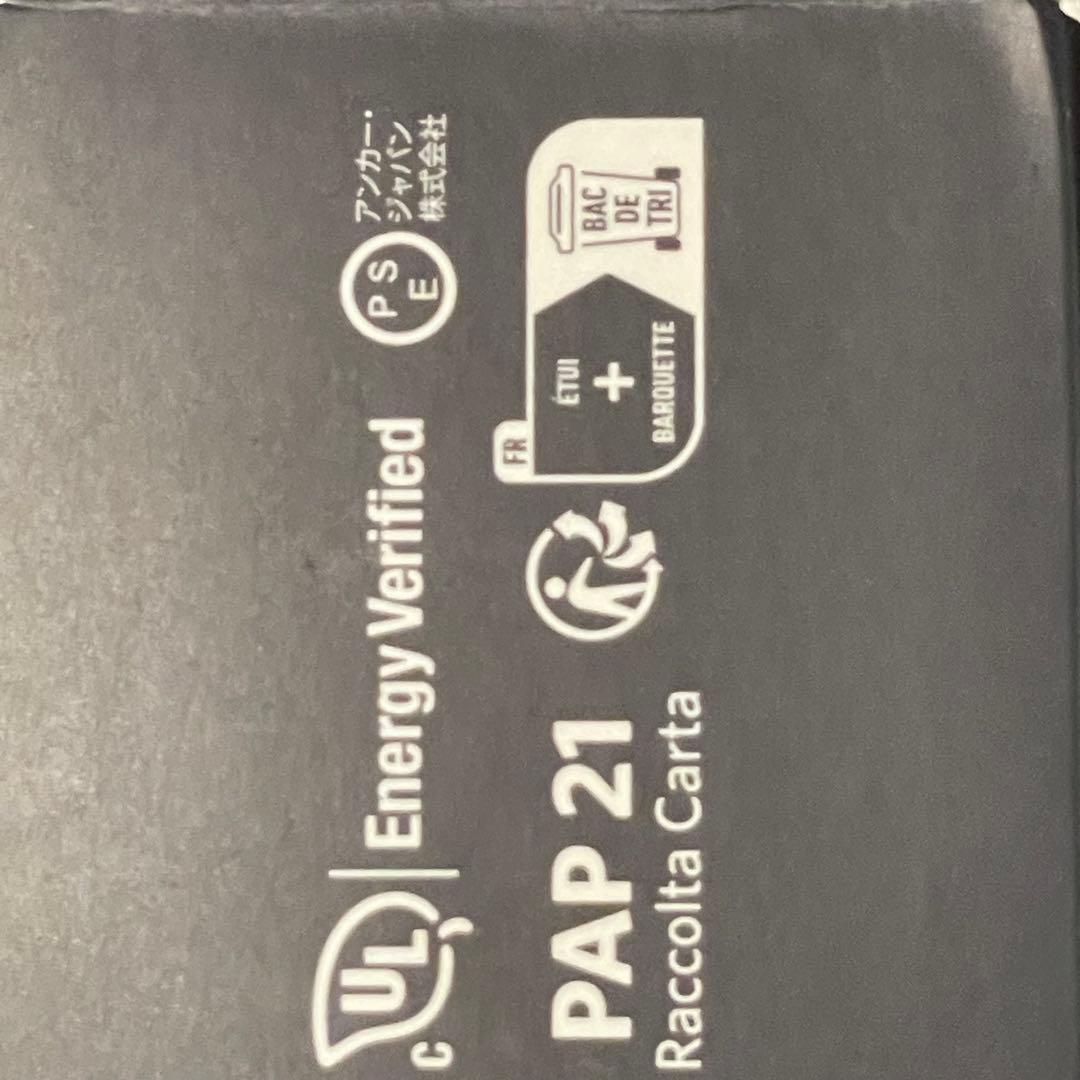 UL
C
Energy Verified
PSE
アンカー・
ジャパン
株式会社
PAP 21
Raccolta Carta
FR
ÉTUI
+
BARQUETTE
BAC
DE
TRI